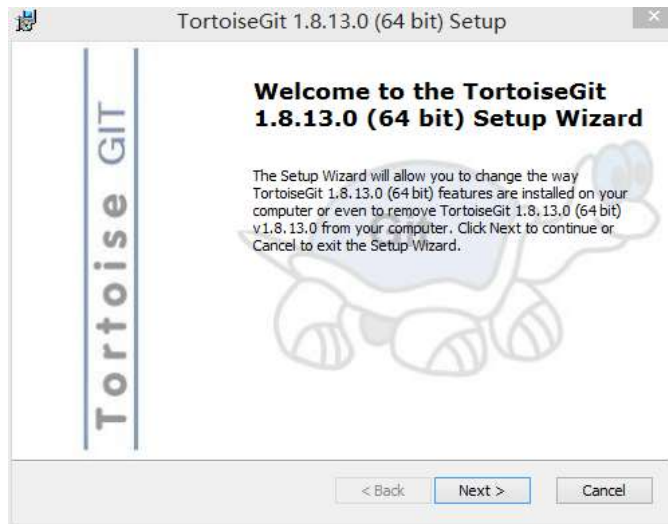 TortoiseGit 1.8.13.0 (64 bit) Setup
Tortoise GIT
Welcome to the TortoiseGit
1.8.13.0 (64 bit) Setup Wizard
The Setup Wizard will allow you to change the way
TortoiseGit 1.8.13.0 (64 bit) features are installed on your
computer or even to remove TortoiseGit 1.8.13.0 (64 bit)
v1.8.13.0 from your computer. Click Next to continue or
Cancel to exit the Setup Wizard.
Git
< Back
Next >
Cancel